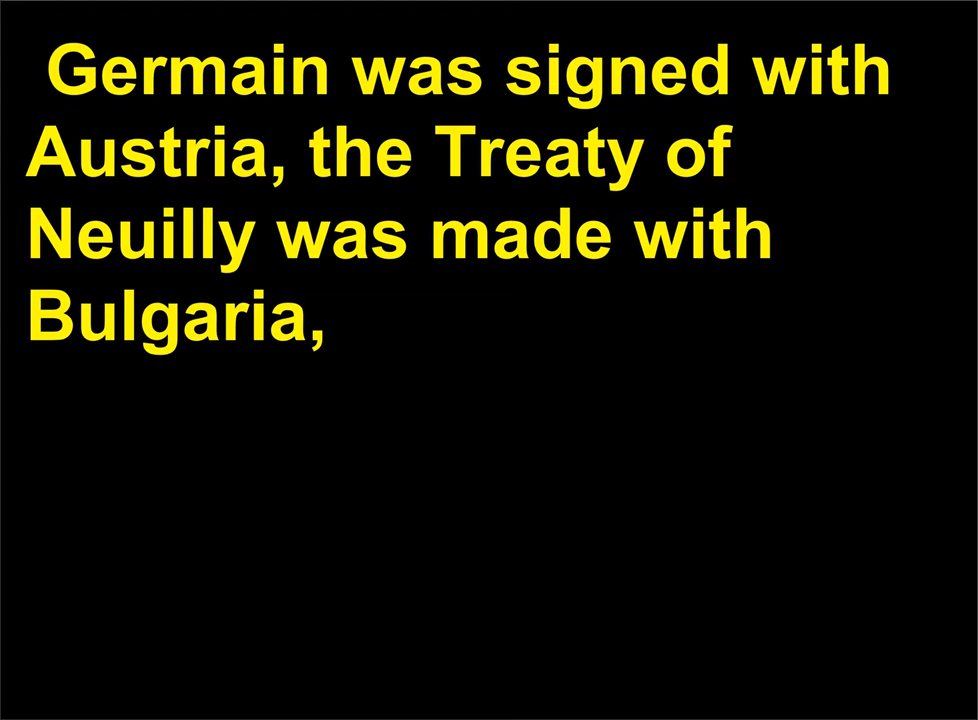 Germain was signed with
Austria, the Treaty of
Neuilly was made with
Bulgaria,